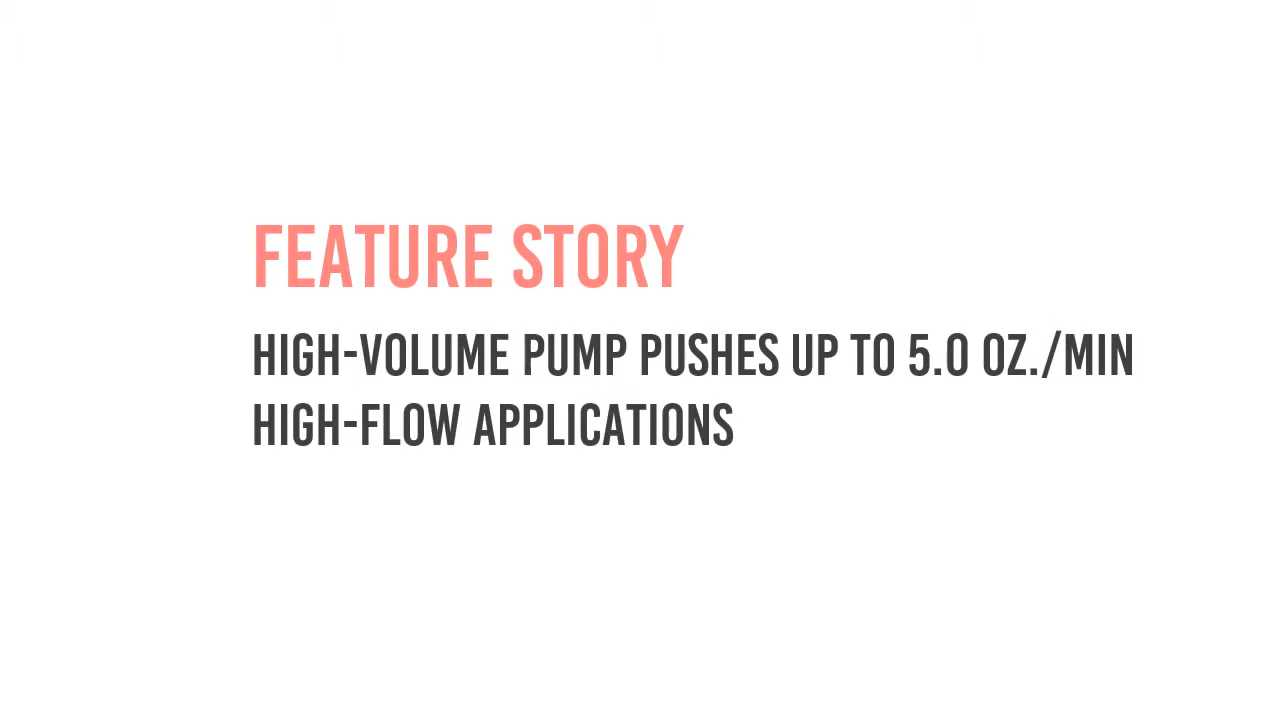 FEATURE STORY
HIGH-VOLUME PUMP PUSHES UP TO 5.0 OZ./MIN
HIGH-FLOW APPLICATIONS